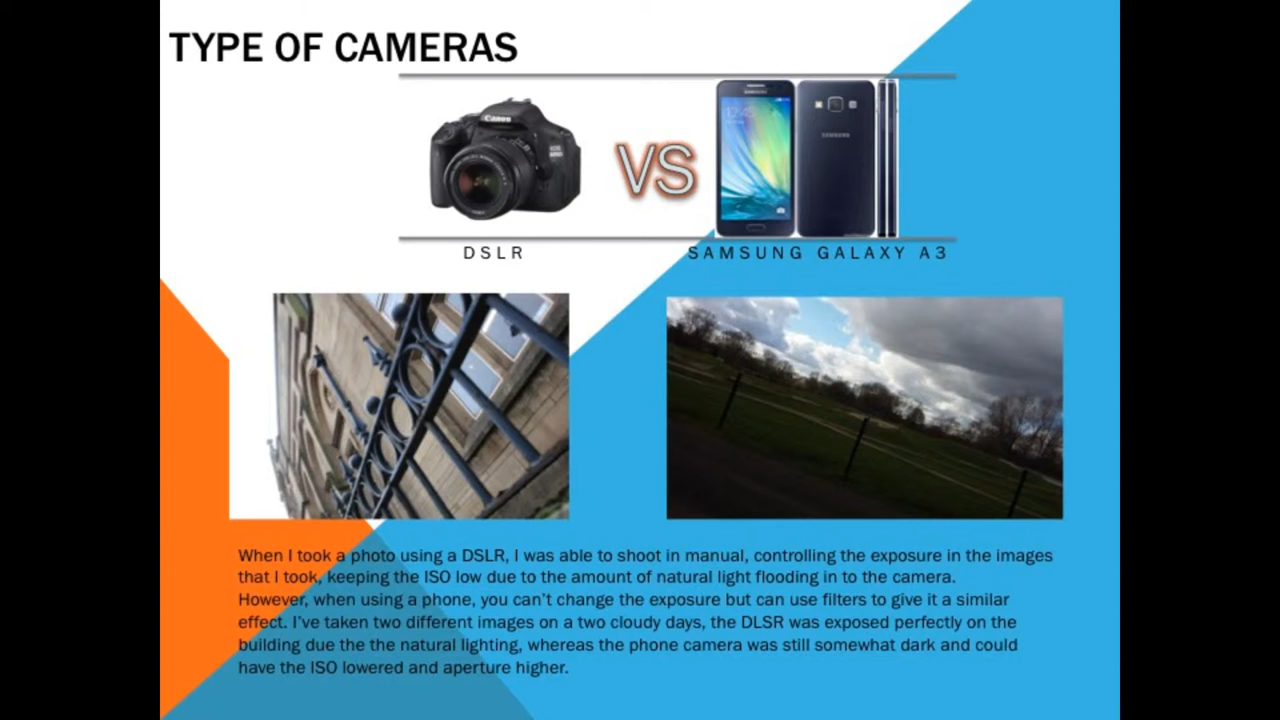 TYPE OF CAMERAS
Canon
VS
SAMSUNG
SAMSUNG
DSLR
SAMSUNG GALAXY A3
When I took a photo using a DSLR, I was able to shoot in manual, controlling the exposure in the images
that I took, keeping the ISO low due to the amount of natural light flooding in to the camera.
However, when using a phone, you can't change the exposure but can use filters to give it a similar
effect. I've taken two different images on a two cloudy days, the DLSR was exposed perfectly on the
building due the the natural lighting, whereas the phone camera was still somewhat dark and could
have the ISO lowered and aperture higher.